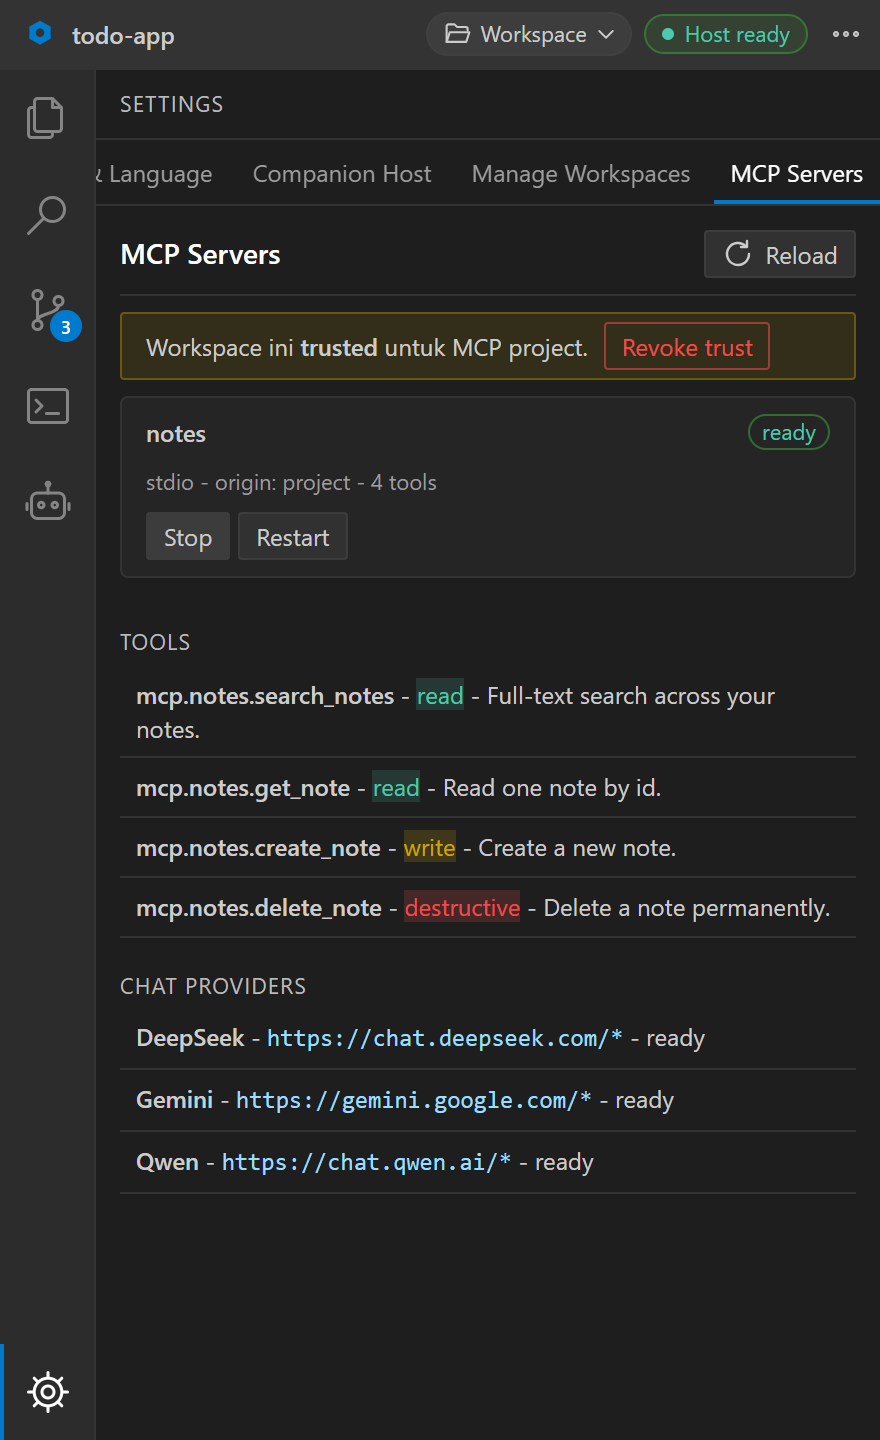 todo-app
Workspace
Host ready
SETTINGS
& Language
Companion Host
Manage Workspaces
MCP Servers
MCP Servers
Reload
3
Workspace ini trusted untuk MCP project.
Revoke trust
notes
ready
stdio - origin: project - 4 tools
Stop
Restart
TOOLS
mcp.notes.search_notes - read - Full-text search across your
notes.
mcp.notes.get_note - read - Read one note by id.
mcp.notes.create_note - write - Create a new note.
mcp.notes.delete_note - destructive - Delete a note permanently.
CHAT PROVIDERS
DeepSeek - https://chat.deepseek.com/* - ready
Gemini - https://gemini.google.com/* - ready
Qwen - https://chat.qwen.ai/* - ready